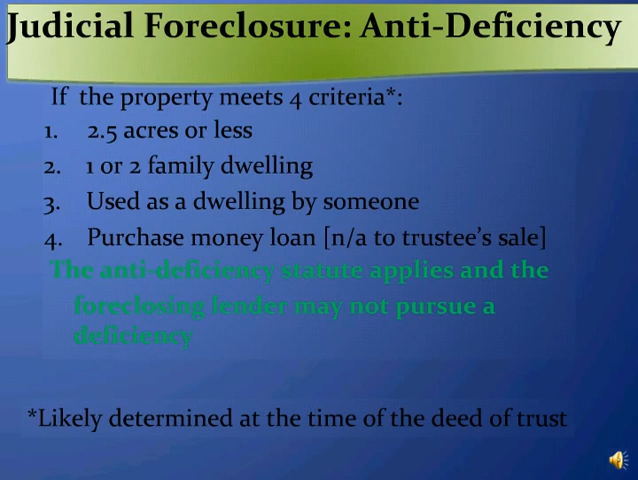 Judicial Foreclosure: Anti-Deficiency
If the property meets 4 criteria*:
1. 2.5 acres or less
2. 1 or 2 family dwelling
3. Used as a dwelling by someone
4. Purchase money loan [n/a to trustee's sale]
The anti-deficiency statute applies and the
foreclosing lender may not pursue a
deficiency
*Likely determined at the time of the deed of trust